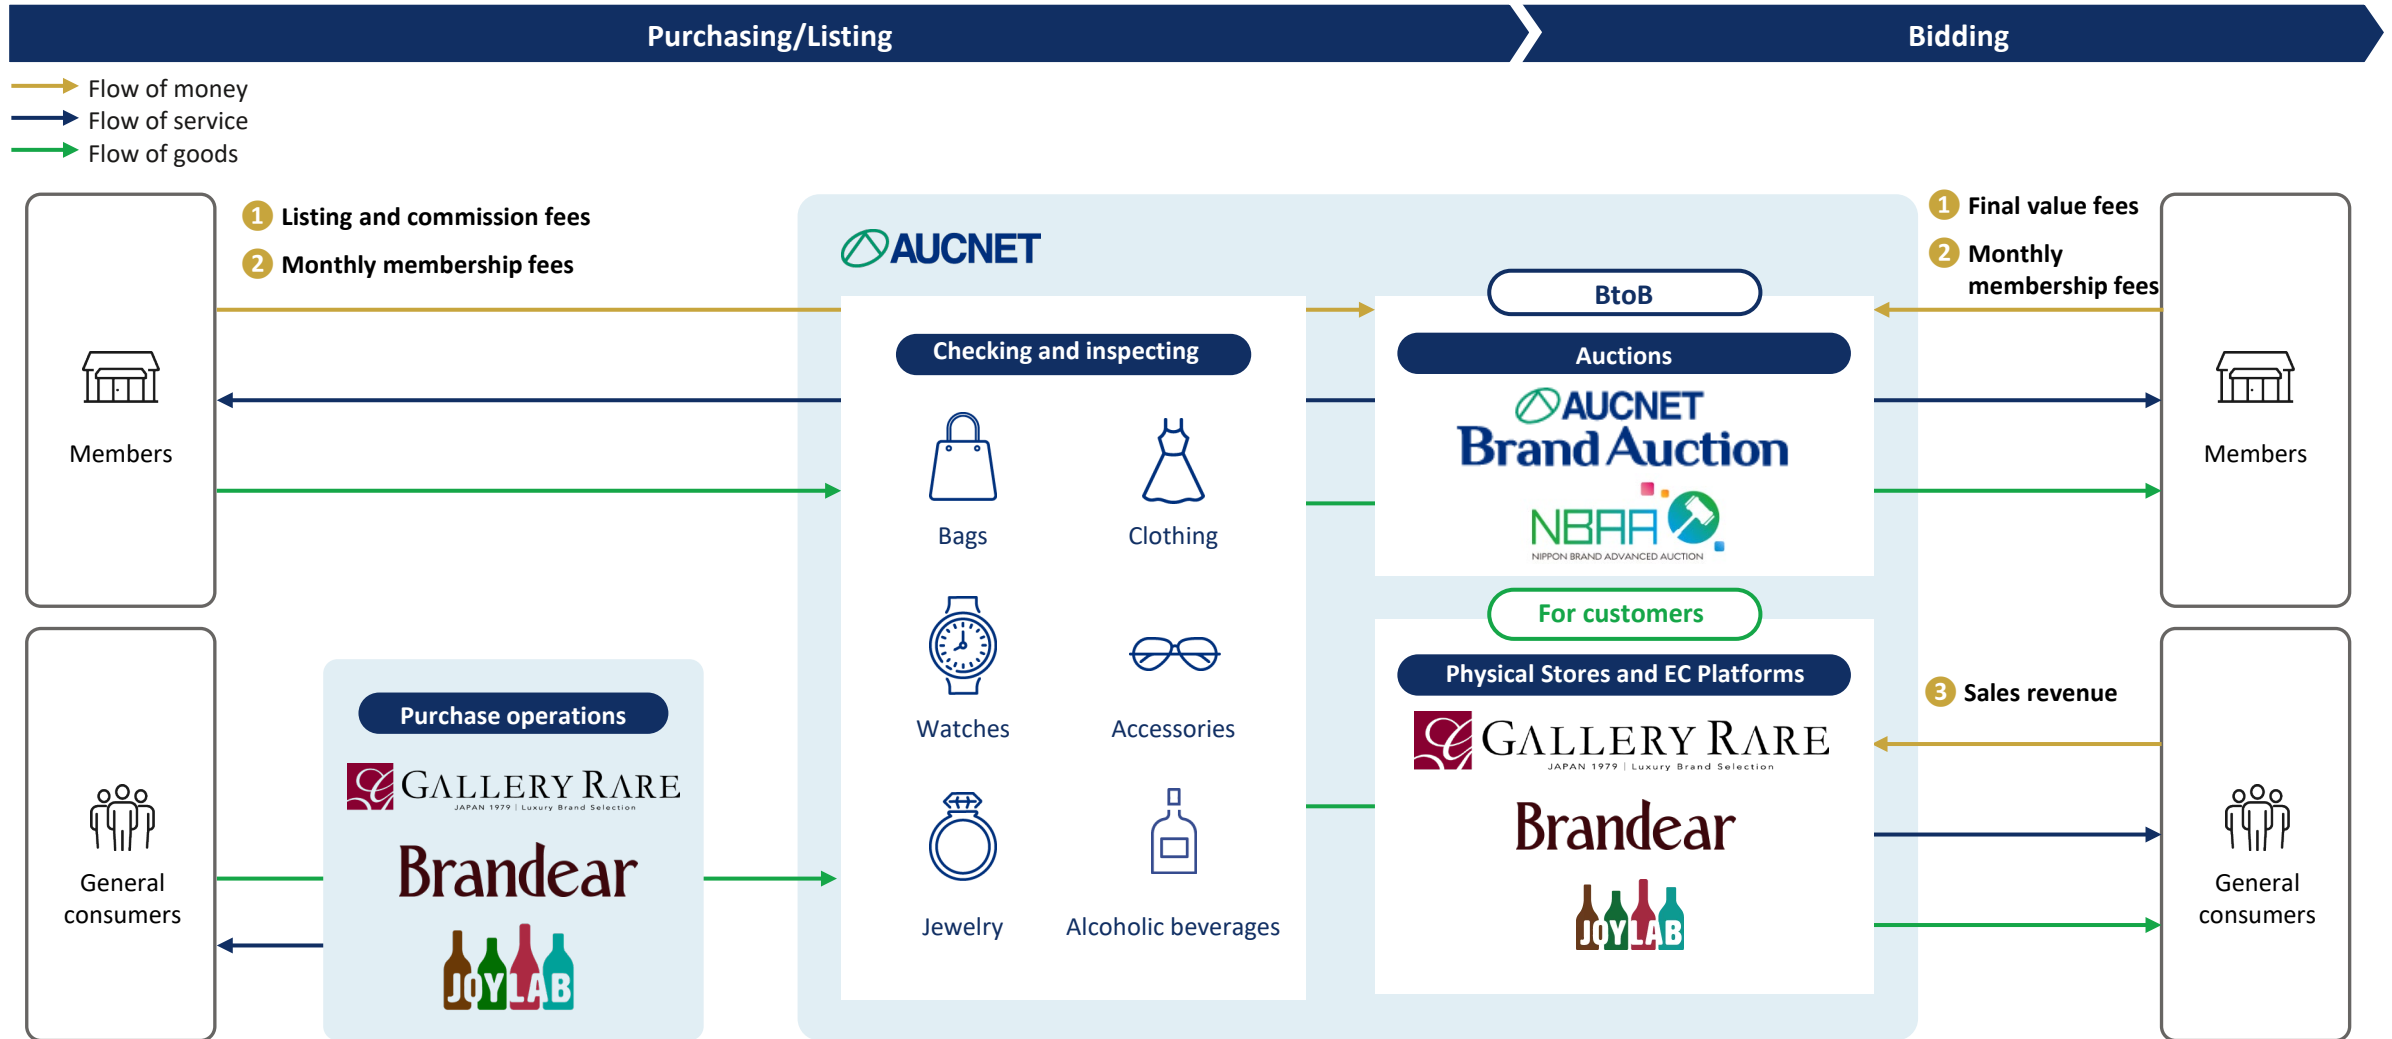 Purchasing/Listing
Bidding
Flow of money
Flow of service
Flow of goods
Members
1 Listing and commission fees
2 Monthly membership fees
General
consumers
Purchase operations
GALLERY RARE
JAPAN 1979 | Luxury Brand Selection
Brandear
JOYLAB
AUCNET
Checking and inspecting
Bags
Clothing
Watches
Accessories
Jewelry
Alcoholic beverages
BtoB
Auctions
AUCNET
Brand Auction
NBAA
NIPPON BRAND ADVANCED AUCTION
For customers
Physical Stores and EC Platforms
GALLERY RARE
JAPAN 1979 | Luxury Brand Selection
Brandear
JOYLAB
1 Final value fees
2 Monthly
membership fees
Members
3 Sales revenue
General
consumers